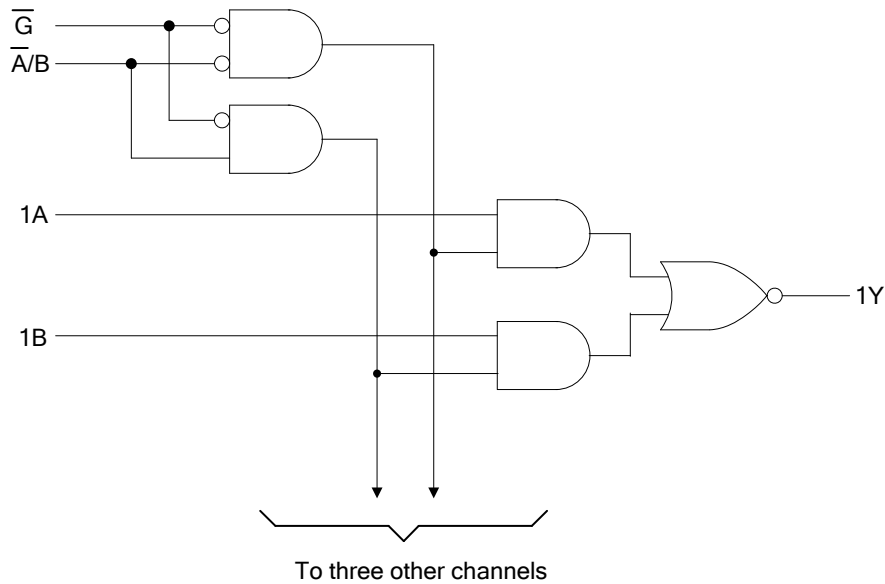 G̅
A̅/B
1A
1Y
1B
To three other channels